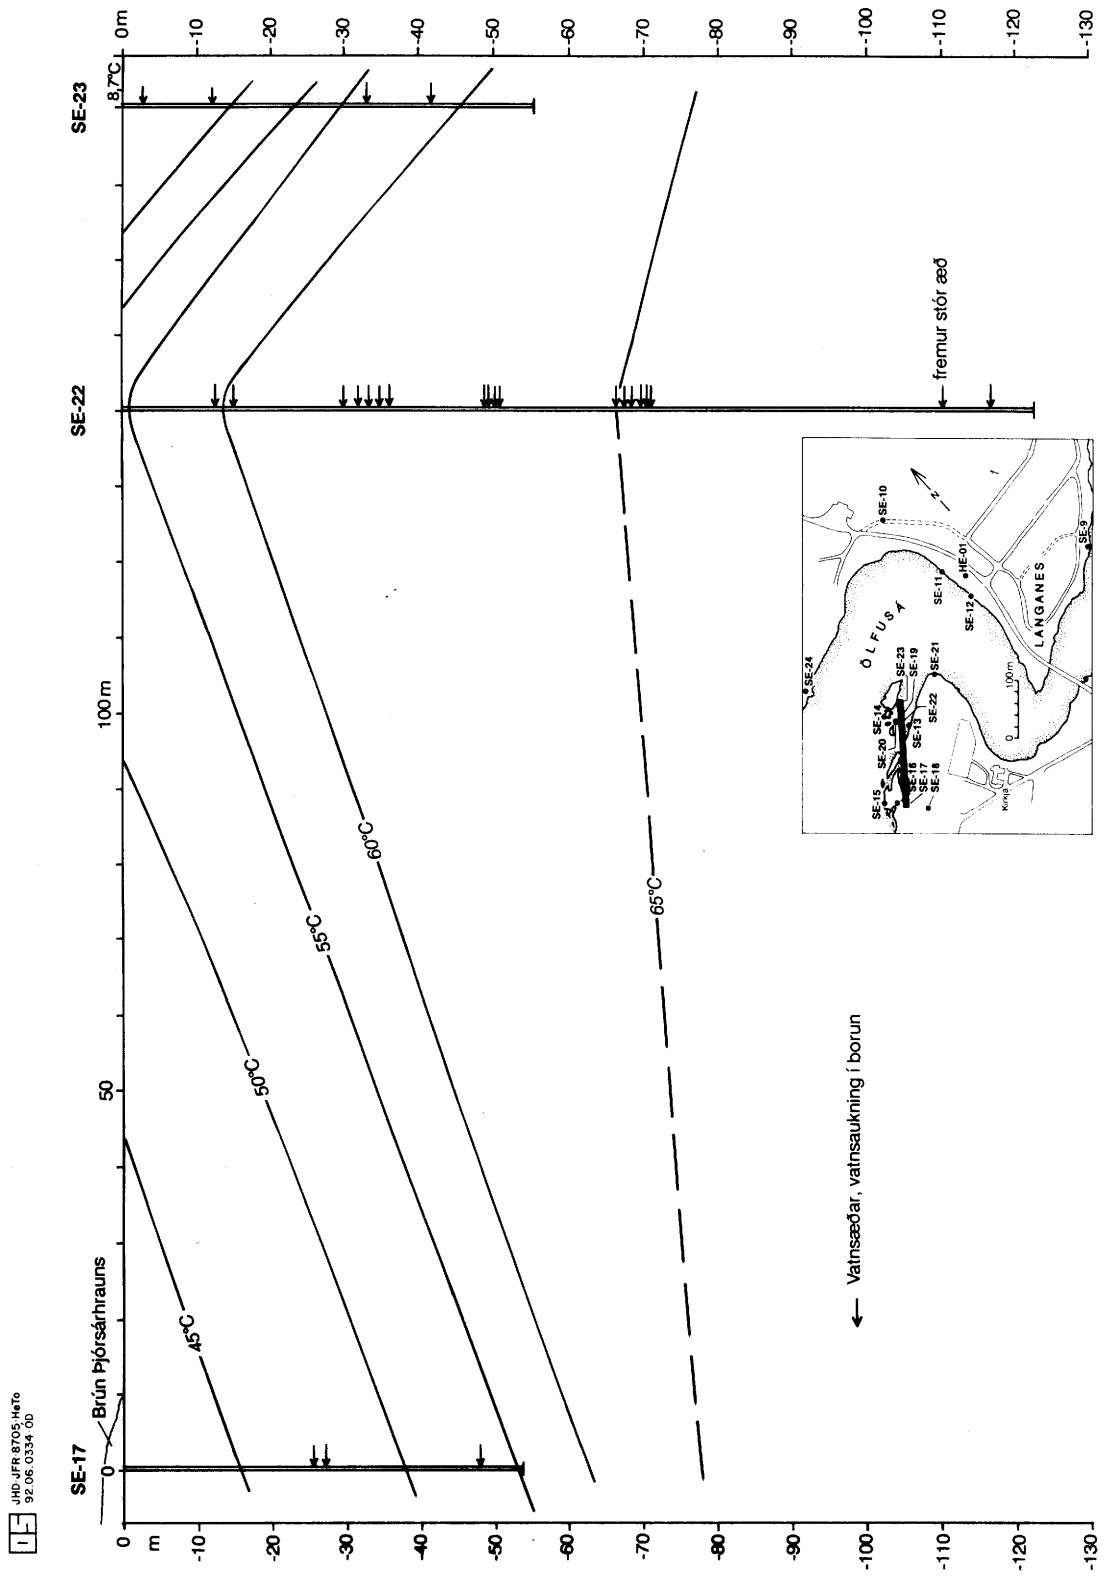 JHD-JFR-8705-HeTo
92.06.0334-ÓD
SE-17
SE-22
SE-23
Brún Þjórsárhrauns
0
50
100 m
8,7°C
0
m
-10
-20
-30
-40
-50
-60
-70
-80
-90
-100
-110
-120
-130
0m
-10
-20
-30
-40
-50
-60
-70
-80
-90
-100
-110
-120
-130
45°C
50°C
55°C
60°C
65°C
fremur stór æð
Vatnsæðar, vatnsaukning í borun
SE-24
ÖLFUSÁ
N
1
SE-10
SE-11
HE-01
SE-12
LANGANES
SE-9
SE-15
SE-20
SE-14
SE-23
SE-19
SE-21
SE-16
SE-13
SE-22
SE-17
SE-18
Kirkja
0
100 m